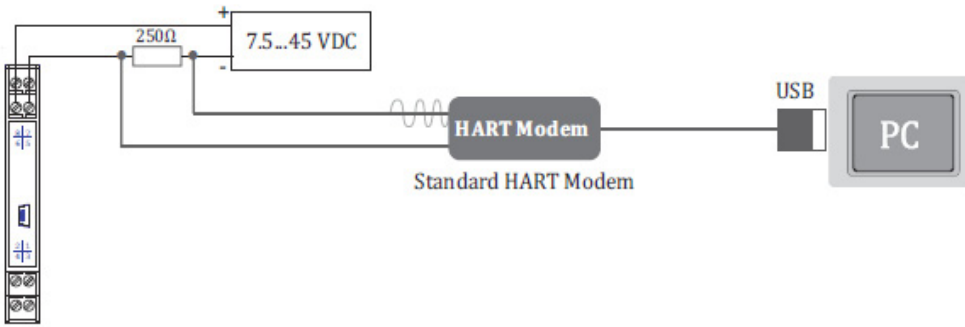 +
250Ω
7.5...45 VDC
-
USB
HART Modem
PC
Standard HART Modem